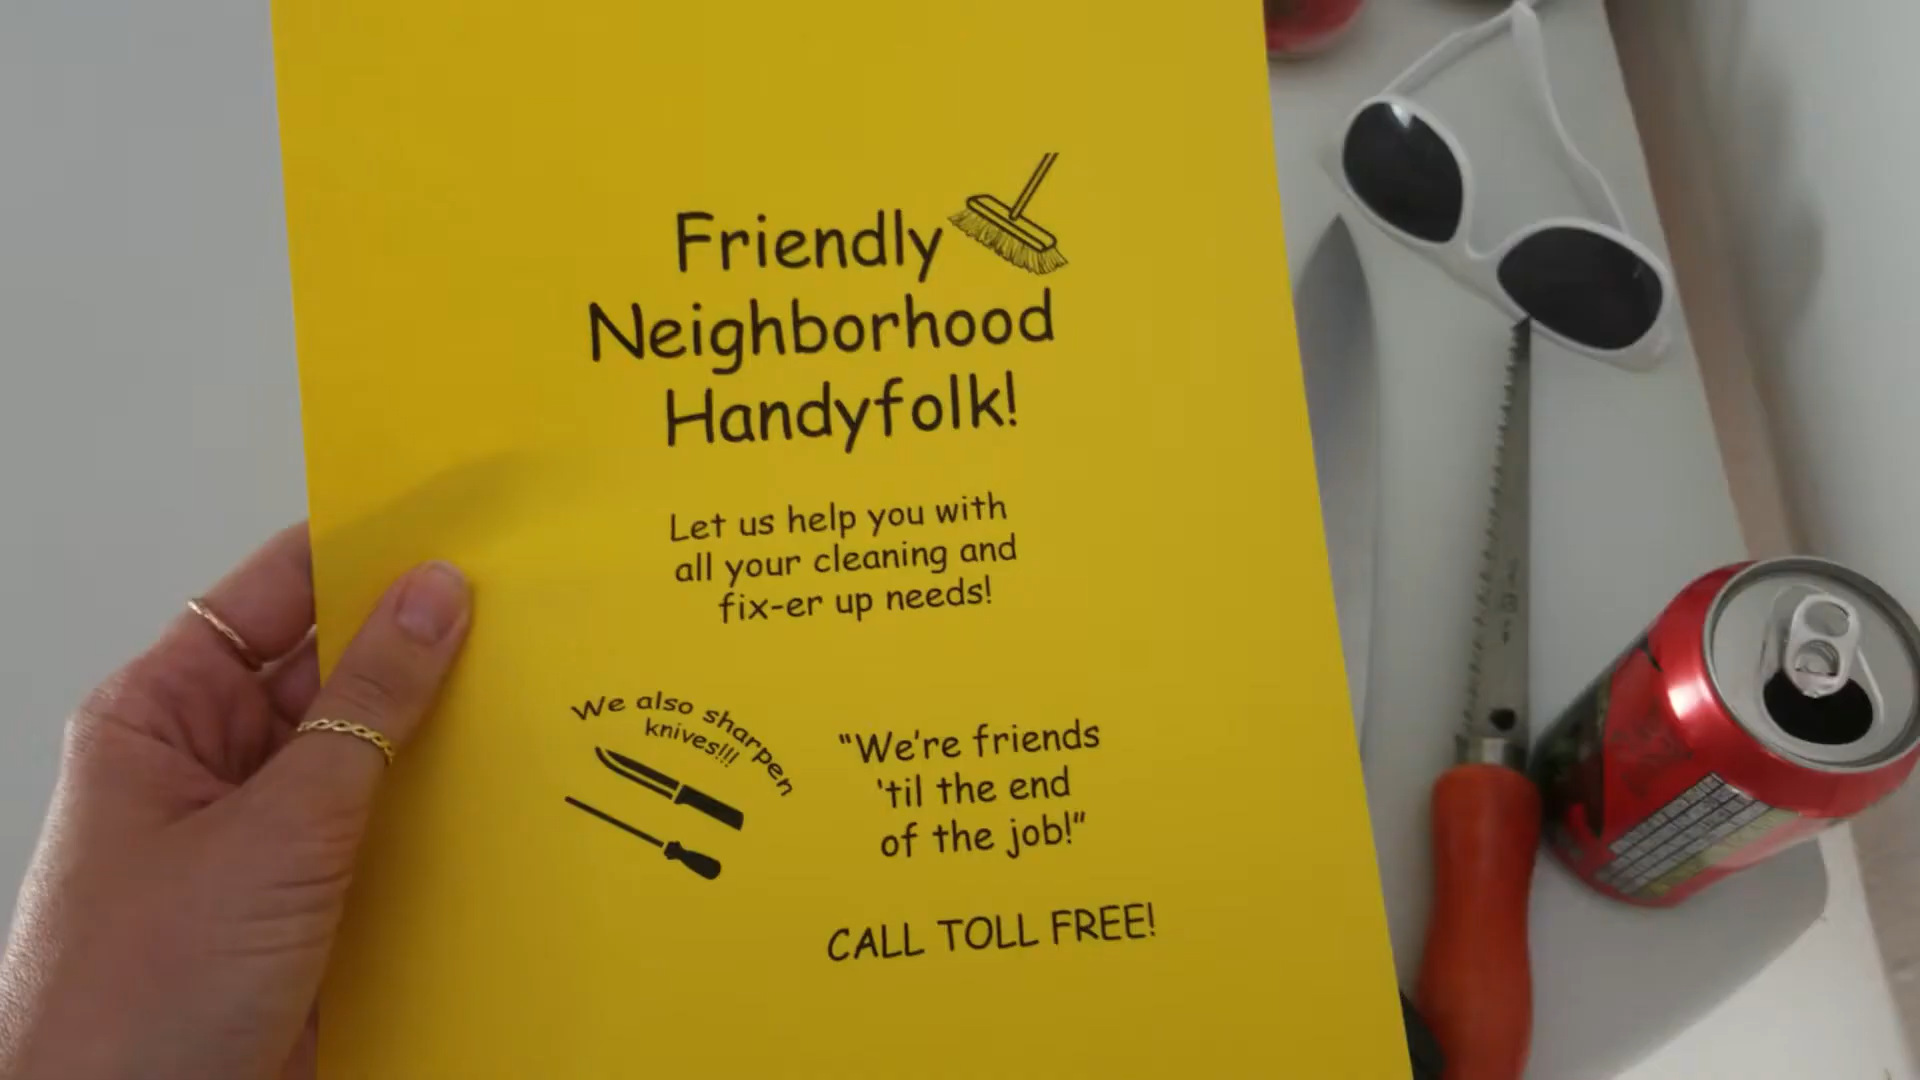 Friendly
Neighborhood
Handyfolk!
Let us help you with
all your cleaning and
fix-er up needs!
We also sharpen
knives!!!
“We’re friends
’til the end
of the job!”
CALL TOLL FREE!